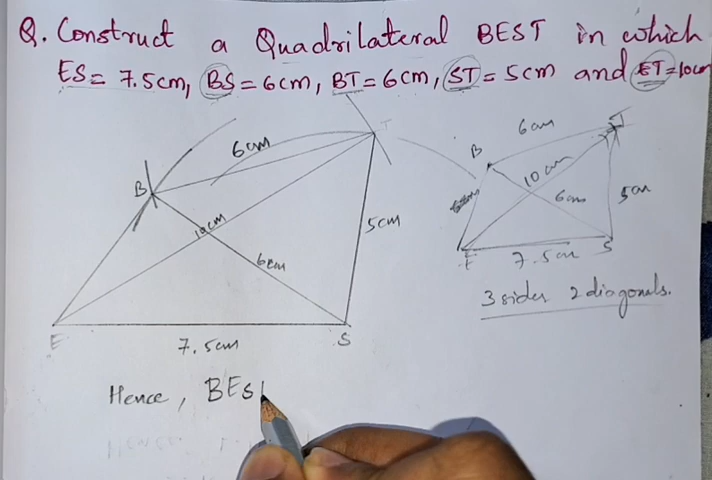 Q. Construct a Quadrilateral BEST in which
ES = 7.5cm, BS = 6cm, BT = 6cm, ST = 5cm and ET = 10cm
T
6cm
B
10cm
5cm
6cm
E
S
7.5cm
T
6cm
B
10cm
6cm
5cm
E
S
7.5cm
3 sides 2 diagonals.
Hence, BES